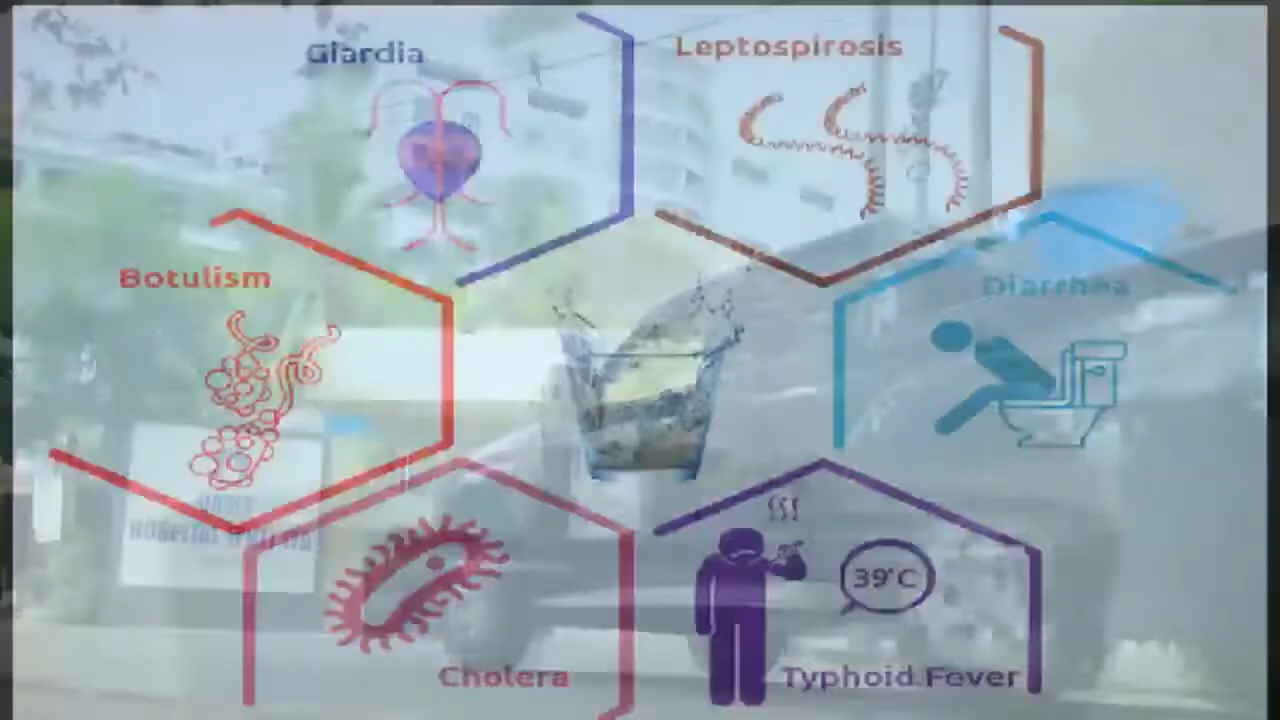 Giardia
Leptospirosis
Botulism
Diarrhea
39°C
Cholera
Typhoid Fever